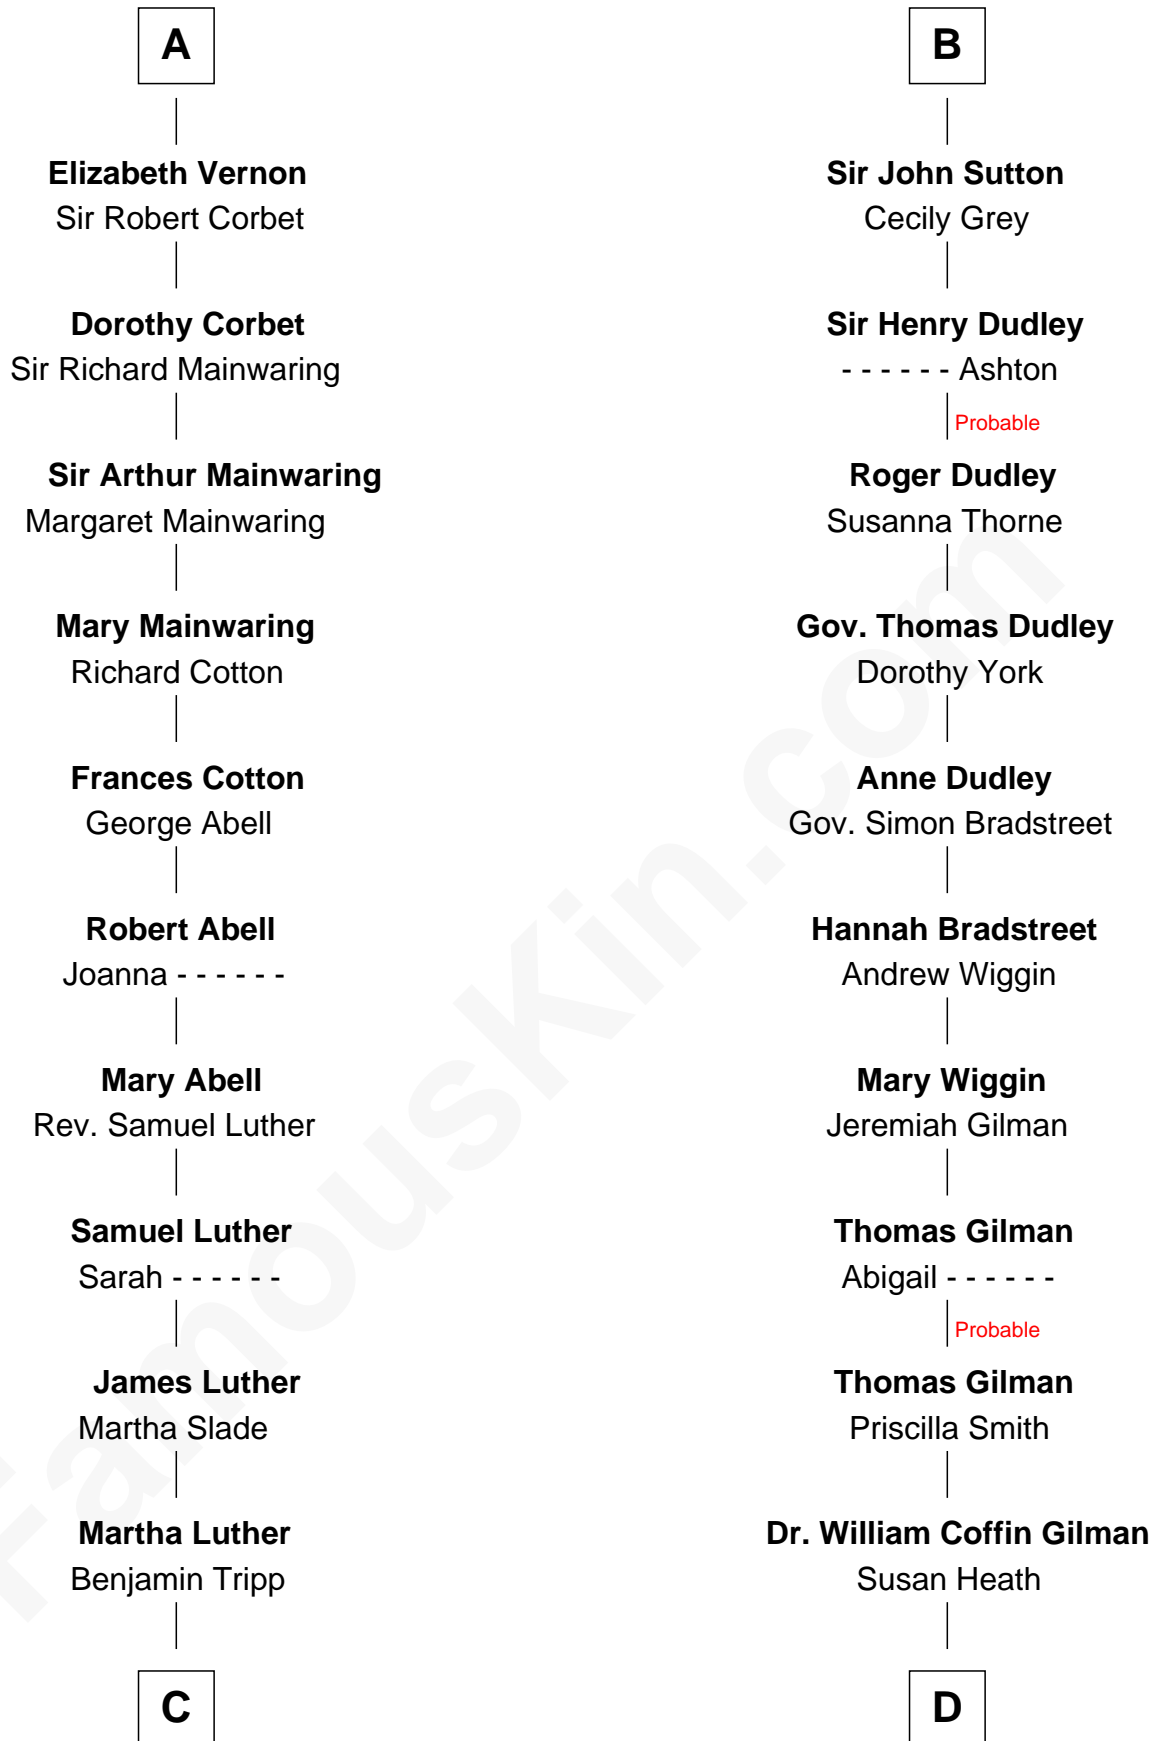 A
Elizabeth Vernon
Sir Robert Corbet
Dorothy Corbet
Sir Richard Mainwaring
Sir Arthur Mainwaring
Margaret Mainwaring
Mary Mainwaring
Richard Cotton
Frances Cotton
George Abell
Robert Abell
Joanna - - - - - -
Mary Abell
Rev. Samuel Luther
Samuel Luther
Sarah - - - - - -
James Luther
Martha Slade
Martha Luther
Benjamin Tripp
C
B
Sir John Sutton
Cecily Grey
Sir Henry Dudley
- - - - - - Ashton
Probable
Roger Dudley
Susanna Thorne
Gov. Thomas Dudley
Dorothy York
Anne Dudley
Gov. Simon Bradstreet
Hannah Bradstreet
Andrew Wiggin
Mary Wiggin
Jeremiah Gilman
Thomas Gilman
Abigail - - - - - -
Probable
Thomas Gilman
Priscilla Smith
Dr. William Coffin Gilman
Susan Heath
D
FamousKin.com